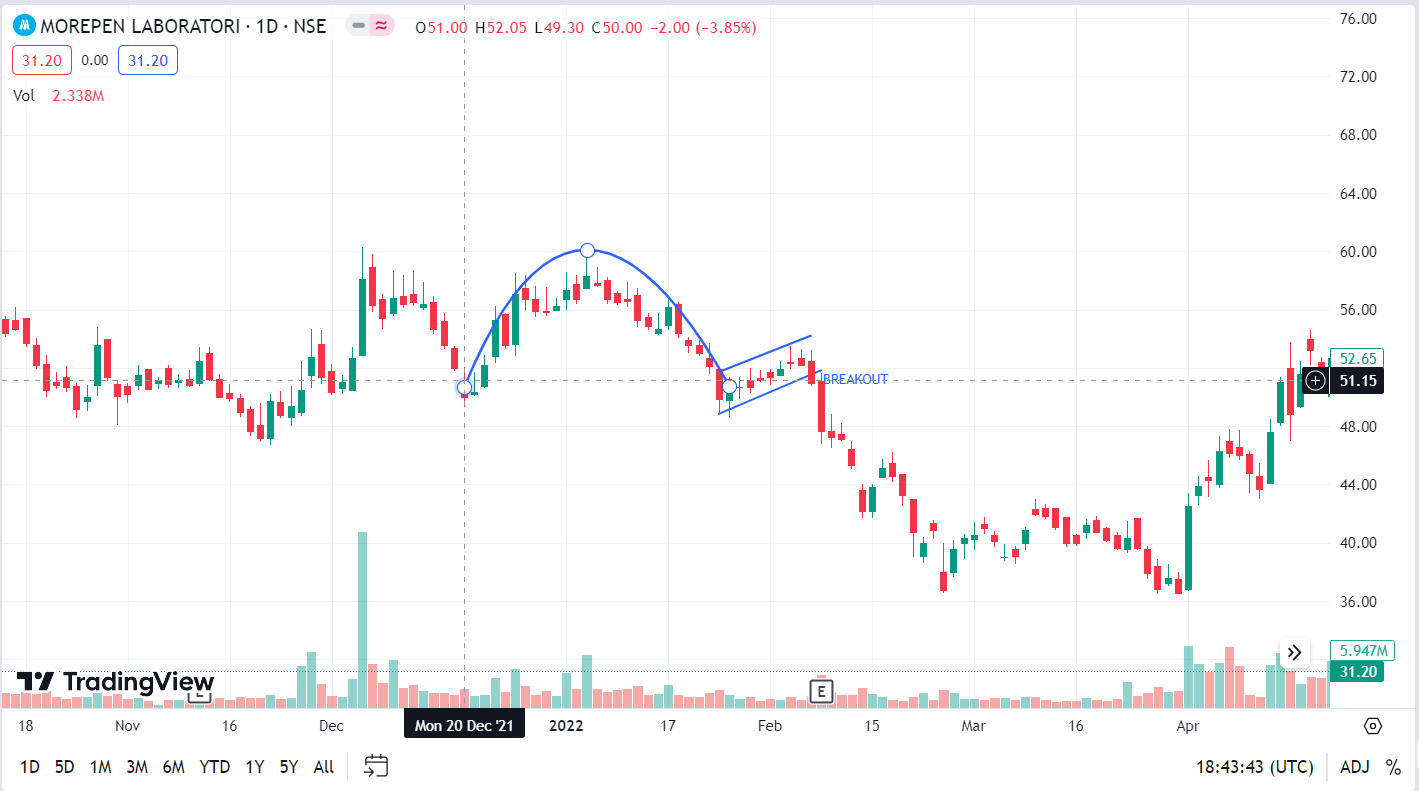 MOREPEN LABORATORI · 1D · NSE
O51.00 H52.05 L49.30 C50.00 −2.00 (−3.85%)
31.20 0.00 31.20
Vol 2.338M
76.00
72.00
68.00
64.00
60.00
56.00
52.65
51.15
48.00
44.00
40.00
36.00
5.947M
31.20
BREAKOUT
TradingView
E
E
18 Nov 16 Dec Mon 20 Dec '21 2022 17 Feb 15 Mar 16 Apr
1D 5D 1M 3M 6M YTD 1Y 5Y All
18:43:43 (UTC) ADJ %